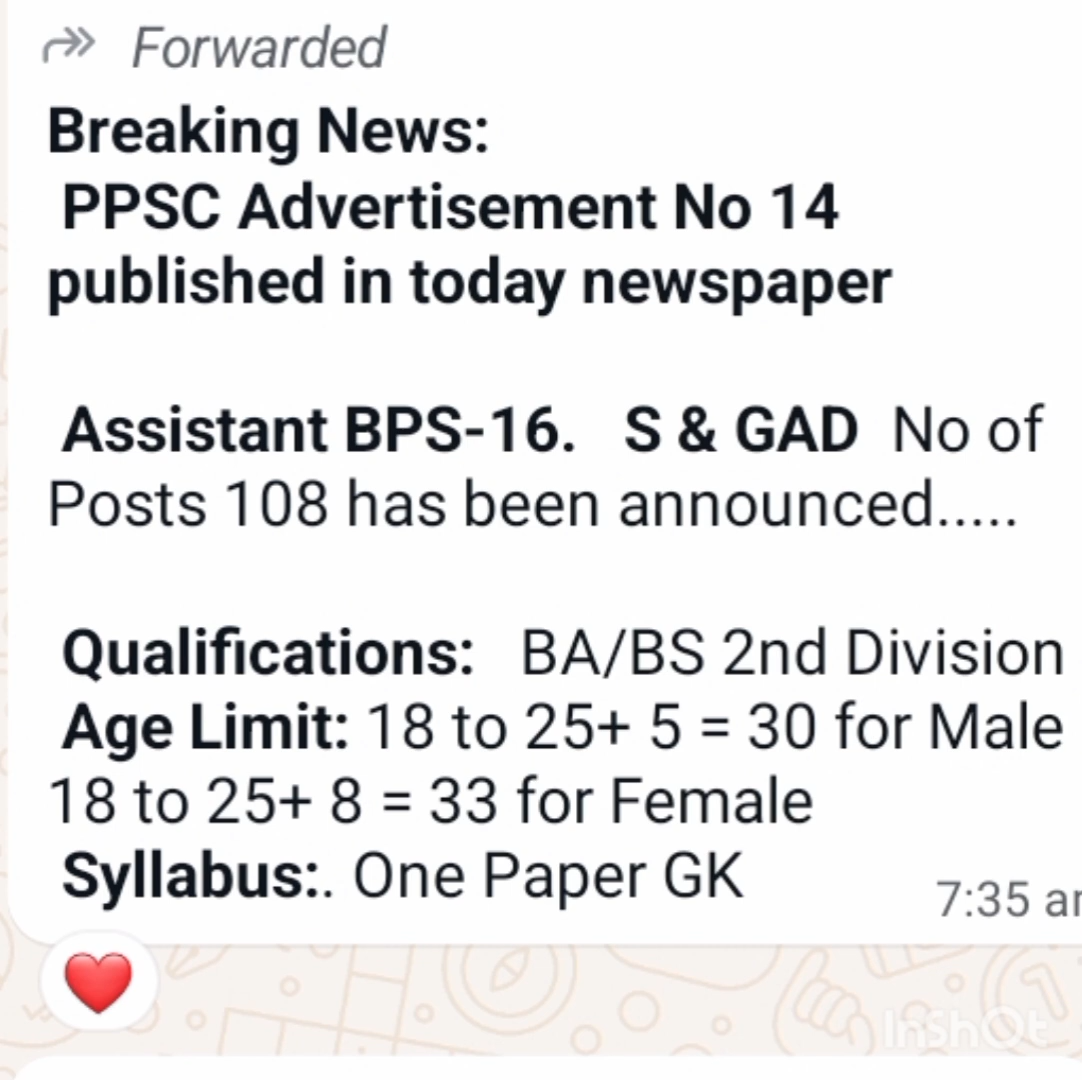 Forwarded
Breaking News:
PPSC Advertisement No 14
published in today newspaper
Assistant BPS-16.   S & GAD  No of
Posts 108 has been announced.....
Qualifications:   BA/BS 2nd Division
Age Limit: 18 to 25+ 5 = 30 for Male
18 to 25+ 8 = 33 for Female
Syllabus:. One Paper GK
7:35 a
InShOt